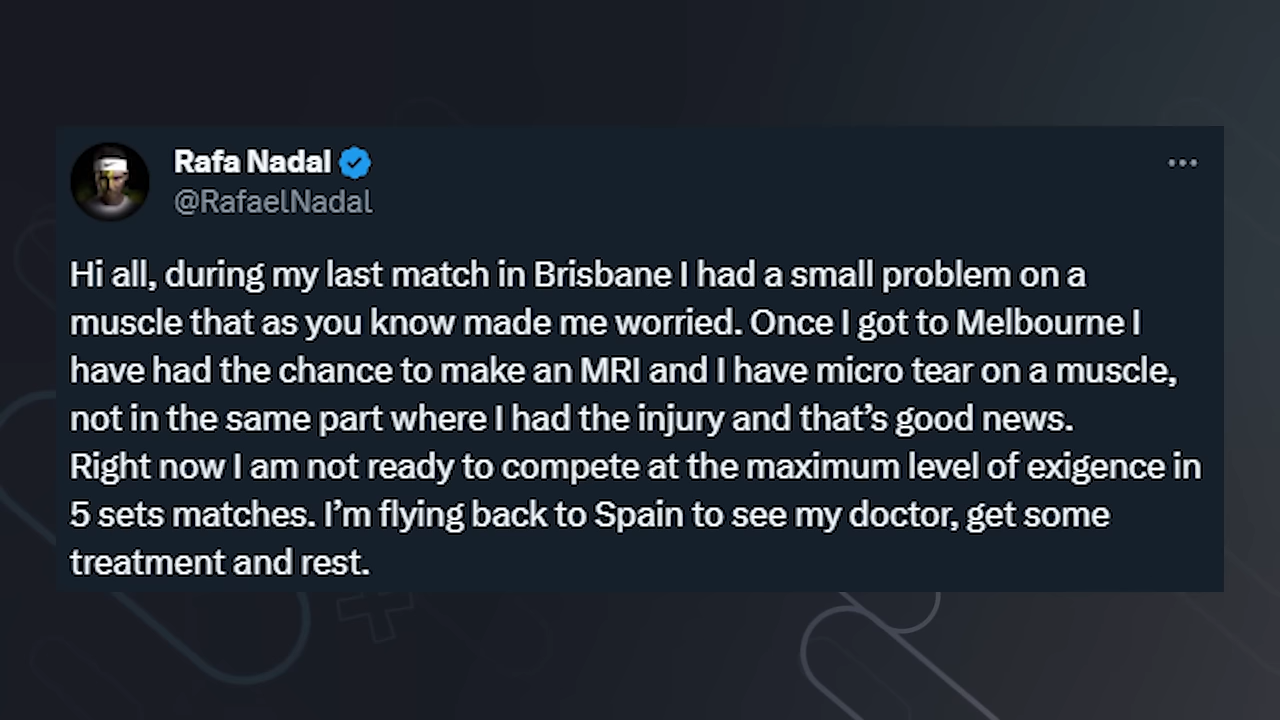 Rafa Nadal
@RafaelNadal
Hi all, during my last match in Brisbane I had a small problem on a
muscle that as you know made me worried. Once I got to Melbourne I
have had the chance to make an MRI and I have micro tear on a muscle,
not in the same part where I had the injury and that’s good news.
Right now I am not ready to compete at the maximum level of exigence in
5 sets matches. I’m flying back to Spain to see my doctor, get some
treatment and rest.